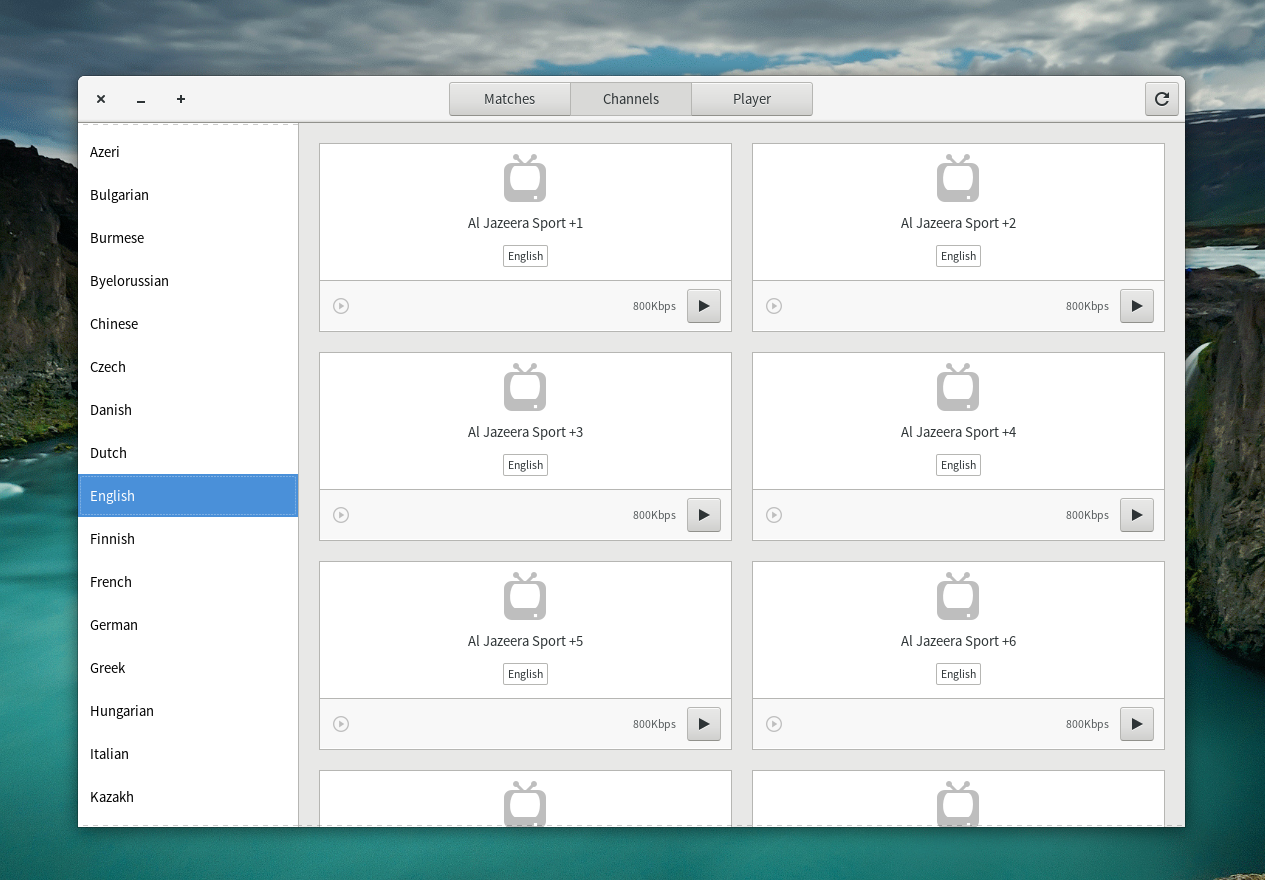 Matches
Channels
Player
Azeri
Bulgarian
Burmese
Byelorussian
Chinese
Czech
Danish
Dutch
English
Finnish
French
German
Greek
Hungarian
Italian
Kazakh
Al Jazeera Sport +1
English
800Kbps
Al Jazeera Sport +2
English
800Kbps
Al Jazeera Sport +3
English
800Kbps
Al Jazeera Sport +4
English
800Kbps
Al Jazeera Sport +5
English
800Kbps
Al Jazeera Sport +6
English
800Kbps